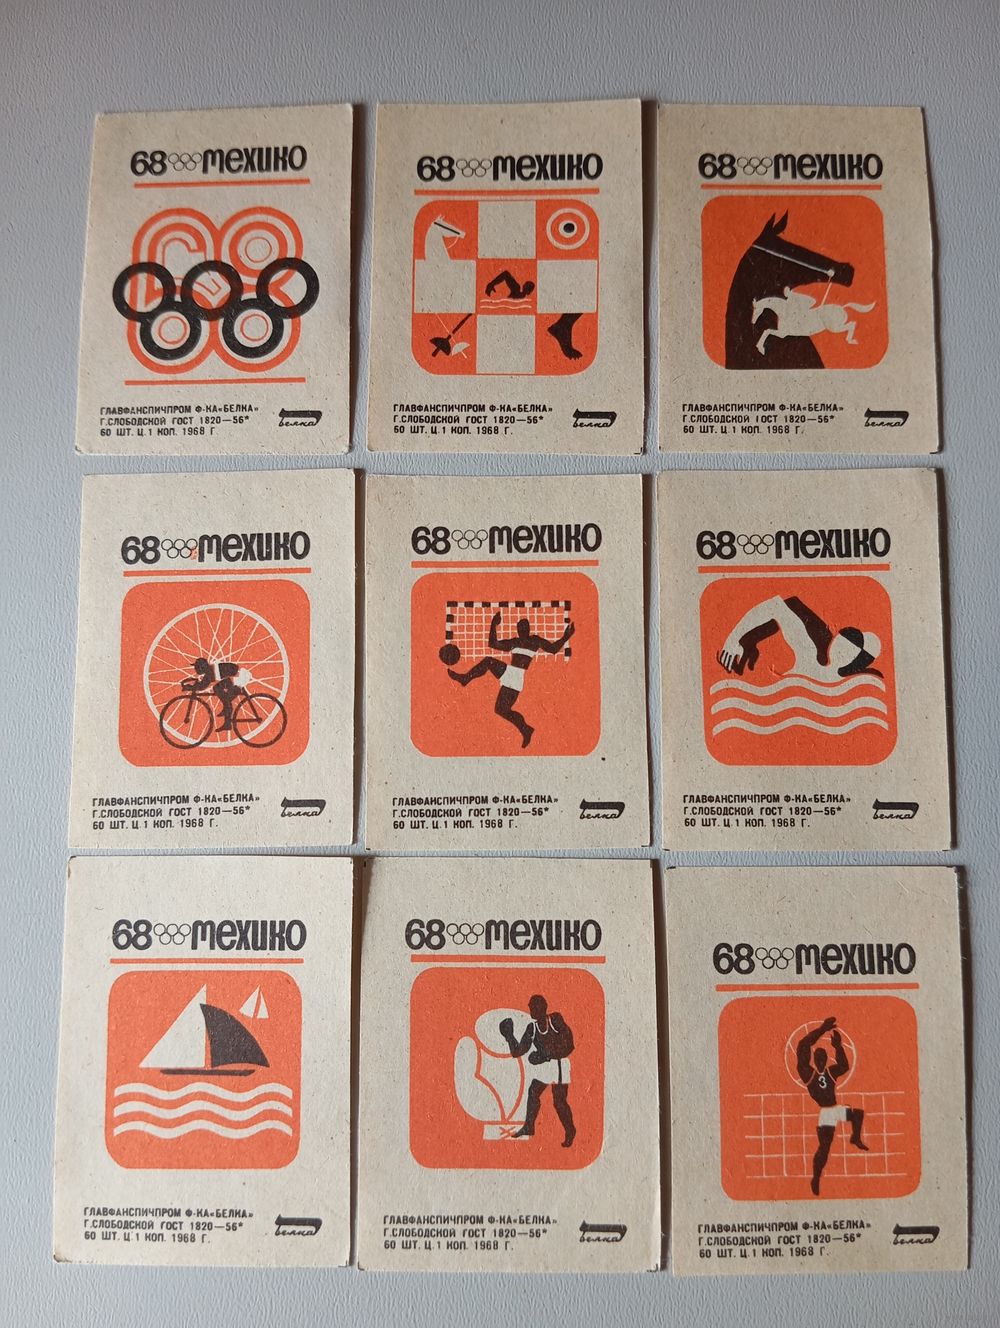 68 МЕХИКО
ГЛАВФАНСПИЧПРОМ Ф-КА «БЕЛКА»
Г. СЛОБОДСКОЙ ГОСТ 1820—56*
60 ШТ. Ц. 1 КОП. 1968 Г.
белка
68 МЕХИКО
ГЛАВФАНСПИЧПРОМ Ф-КА «БЕЛКА»
Г. СЛОБОДСКОЙ ГОСТ 1820—56*
60 ШТ. Ц. 1 КОП. 1968 Г.
белка
68 МЕХИКО
ГЛАВФАНСПИЧПРОМ Ф-КА «БЕЛКА»
Г. СЛОБОДСКОЙ ГОСТ 1820—56*
60 ШТ. Ц. 1 КОП. 1968 Г.
белка
68 МЕХИКО
ГЛАВФАНСПИЧПРОМ Ф-КА «БЕЛКА»
Г. СЛОБОДСКОЙ ГОСТ 1820—56*
60 ШТ. Ц. 1 КОП. 1968 Г.
белка
68 МЕХИКО
ГЛАВФАНСПИЧПРОМ Ф-КА «БЕЛКА»
Г. СЛОБОДСКОЙ ГОСТ 1820—56*
60 ШТ. Ц. 1 КОП. 1968 Г.
белка
68 МЕХИКО
ГЛАВФАНСПИЧПРОМ Ф-КА «БЕЛКА»
Г. СЛОБОДСКОЙ ГОСТ 1820—56*
60 ШТ. Ц. 1 КОП. 1968 Г.
белка
68 МЕХИКО
ГЛАВФАНСПИЧПРОМ Ф-КА «БЕЛКА»
Г. СЛОБОДСКОЙ ГОСТ 1820—56*
60 ШТ. Ц. 1 КОП. 1968 Г.
белка
68 МЕХИКО
ГЛАВФАНСПИЧПРОМ Ф-КА «БЕЛКА»
Г. СЛОБОДСКОЙ ГОСТ 1820—56*
60 ШТ. Ц. 1 КОП. 1968 Г.
белка
68 МЕХИКО
3
ГЛАВФАНСПИЧПРОМ Ф-КА «БЕЛКА»
Г. СЛОБОДСКОЙ ГОСТ 1820—56*
60 ШТ. Ц. 1 КОП. 1968 Г.
белка